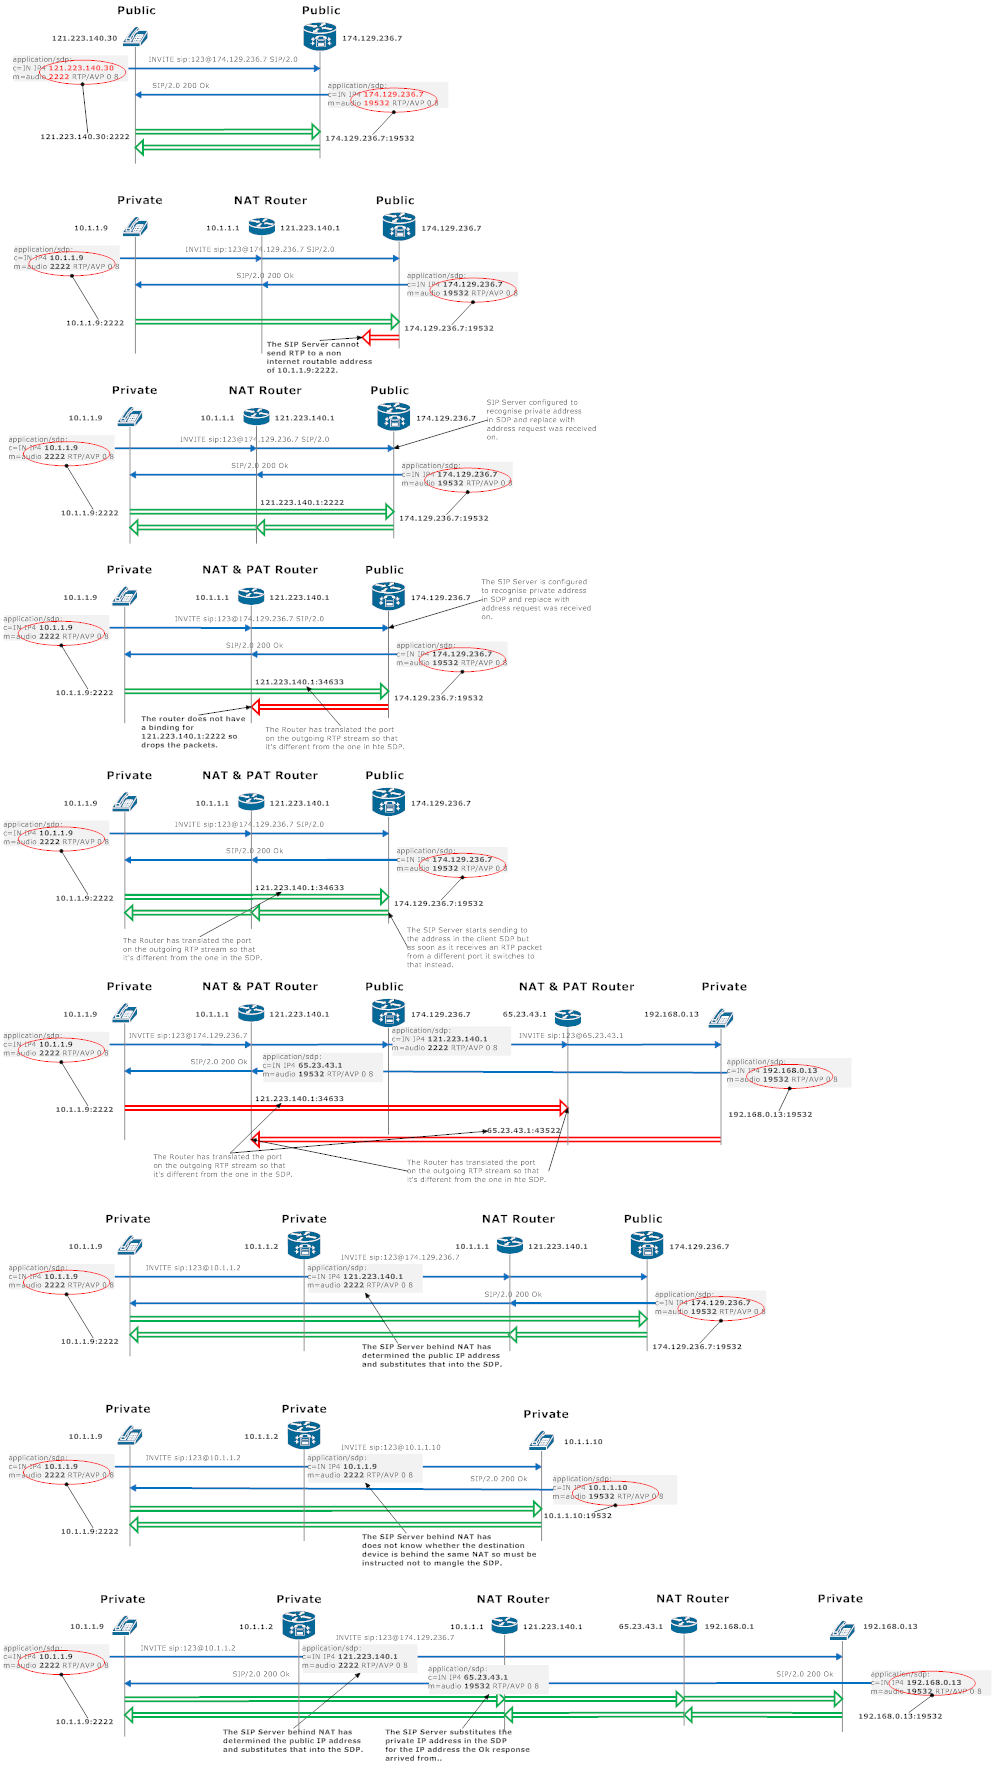 Public
Public
121.223.140.30
174.129.236.7
application/sdp:
c=IN IP4 121.223.140.30
m=audio 2222 RTP/AVP 0 8
INVITE sip:123@174.129.236.7 SIP/2.0
SIP/2.0 200 Ok
application/sdp:
c=IN IP4 174.129.236.7
m=audio 19532 RTP/AVP 0 8
121.223.140.30:2222
174.129.236.7:19532
Private
NAT Router
Public
10.1.1.9
10.1.1.1
121.223.140.1
174.129.236.7
application/sdp:
c=IN IP4 10.1.1.9
m=audio 2222 RTP/AVP 0 8
INVITE sip:123@174.129.236.7 SIP/2.0
SIP/2.0 200 Ok
application/sdp:
c=IN IP4 174.129.236.7
m=audio 19532 RTP/AVP 0 8
10.1.1.9:2222
174.129.236.7:19532
The SIP Server cannot
send RTP to a non
internet routable address
of 10.1.1.9:2222.
Private
NAT Router
Public
10.1.1.9
10.1.1.1
121.223.140.1
174.129.236.7
SIP Server configured to
recognise private address
in SDP and replace with
address request was received
on.
application/sdp:
c=IN IP4 10.1.1.9
m=audio 2222 RTP/AVP 0 8
INVITE sip:123@174.129.236.7 SIP/2.0
SIP/2.0 200 Ok
application/sdp:
c=IN IP4 174.129.236.7
m=audio 19532 RTP/AVP 0 8
121.223.140.1:2222
10.1.1.9:2222
174.129.236.7:19532
Private
NAT & PAT Router
Public
10.1.1.9
10.1.1.1
121.223.140.1
174.129.236.7
The SIP Server is configured
to recognise private address
in SDP and replace with
address request was received
on.
application/sdp:
c=IN IP4 10.1.1.9
m=audio 2222 RTP/AVP 0 8
INVITE sip:123@174.129.236.7 SIP/2.0
SIP/2.0 200 Ok
application/sdp:
c=IN IP4 174.129.236.7
m=audio 19532 RTP/AVP 0 8
121.223.140.1:34633
10.1.1.9:2222
174.129.236.7:19532
The router does not have
a binding for
121.223.140.1:2222 so
drops the packets.
The Router has translated the port
on the outgoing RTP stream so that
it's different from the one in hte SDP.
Private
NAT & PAT Router
Public
10.1.1.9
10.1.1.1
121.223.140.1
174.129.236.7
application/sdp:
c=IN IP4 10.1.1.9
m=audio 2222 RTP/AVP 0 8
INVITE sip:123@174.129.236.7 SIP/2.0
SIP/2.0 200 Ok
application/sdp:
c=IN IP4 174.129.236.7
m=audio 19532 RTP/AVP 0 8
121.223.140.1:34633
10.1.1.9:2222
174.129.236.7:19532
The Router has translated the port
on the outgoing RTP stream so that
it's different from the one in the SDP.
The SIP Server starts sending to
the address in the client SDP but
as soon as it receives an RTP packet
from a different port it switches to
that instead.
Private
NAT & PAT Router
Public
NAT & PAT Router
Private
10.1.1.9
10.1.1.1
121.223.140.1
174.129.236.7
65.23.43.1
192.168.0.13
application/sdp:
c=IN IP4 10.1.1.9
m=audio 2222 RTP/AVP 0 8
INVITE sip:123@174.129.236.7
application/sdp:
c=IN IP4 121.223.140.1
m=audio 2222 RTP/AVP 0 8
INVITE sip:123@65.23.43.1
SIP/2.0 200 Ok
application/sdp:
c=IN IP4 65.23.43.1
m=audio 19532 RTP/AVP 0 8
application/sdp:
c=IN IP4 192.168.0.13
m=audio 19532 RTP/AVP 0 8
121.223.140.1:34633
10.1.1.9:2222
192.168.0.13:19532
65.23.43.1:43522
The Router has translated the port
on the outgoing RTP stream so that
it's different from the one in the SDP.
The Router has translated the port
on the outgoing RTP stream so that
it's different from the one in hte SDP.
Private
Private
NAT Router
Public
10.1.1.9
10.1.1.2
10.1.1.1
121.223.140.1
174.129.236.7
application/sdp:
c=IN IP4 10.1.1.9
m=audio 2222 RTP/AVP 0 8
INVITE sip:123@10.1.1.2
INVITE sip:123@174.129.236.7
application/sdp:
c=IN IP4 121.223.140.1
m=audio 2222 RTP/AVP 0 8
SIP/2.0 200 Ok
application/sdp:
c=IN IP4 174.129.236.7
m=audio 19532 RTP/AVP 0 8
10.1.1.9:2222
174.129.236.7:19532
The SIP Server behind NAT has
determined the public IP address
and substitutes that into the SDP.
Private
Private
Private
10.1.1.9
10.1.1.2
10.1.1.10
application/sdp:
c=IN IP4 10.1.1.9
m=audio 2222 RTP/AVP 0 8
INVITE sip:123@10.1.1.2
INVITE sip:123@10.1.1.10
application/sdp:
c=IN IP4 10.1.1.9
m=audio 2222 RTP/AVP 0 8
SIP/2.0 200 Ok
application/sdp:
c=IN IP4 10.1.1.10
m=audio 19532 RTP/AVP 0 8
10.1.1.9:2222
10.1.1.10:19532
The SIP Server behind NAT has
does not know whether the destination
device is behind the same NAT so must be
instructed not to mangle the SDP.
Private
Private
NAT Router
NAT Router
Private
10.1.1.9
10.1.1.2
10.1.1.1
121.223.140.1
65.23.43.1
192.168.0.1
192.168.0.13
application/sdp:
c=IN IP4 10.1.1.9
m=audio 2222 RTP/AVP 0 8
INVITE sip:123@10.1.1.2
INVITE sip:123@174.129.236.7
application/sdp:
c=IN IP4 121.223.140.1
m=audio 2222 RTP/AVP 0 8
SIP/2.0 200 Ok
application/sdp:
c=IN IP4 65.23.43.1
m=audio 19532 RTP/AVP 0 8
SIP/2.0 200 Ok
application/sdp:
c=IN IP4 192.168.0.13
m=audio 19532 RTP/AVP 0 8
10.1.1.9:2222
192.168.0.13:19532
The SIP Server behind NAT has
determined the public IP address
and substitutes that into the SDP.
The SIP Server substitutes the
private IP address in the SDP
for the IP address the Ok response
arrived from..